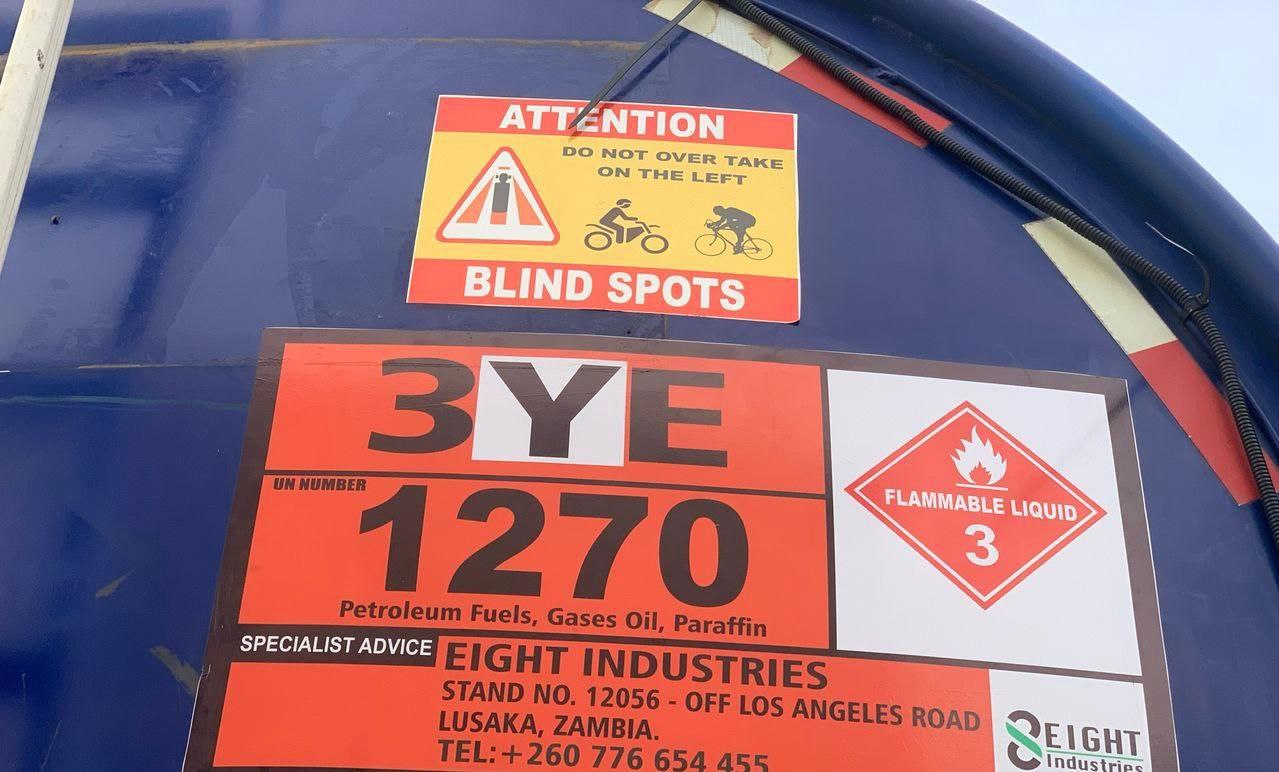 ATTENTION
DO NOT OVER TAKE
ON THE LEFT
BLIND SPOTS
3YE
UN NUMBER
1270
Petroleum Fuels, Gases Oil, Paraffin
FLAMMABLE LIQUID
3
SPECIALIST ADVICE
EIGHT INDUSTRIES
STAND NO. 12056 - OFF LOS ANGELES ROAD
LUSAKA, ZAMBIA.
TEL:+260 776 654 455
8 EIGHT
Industries